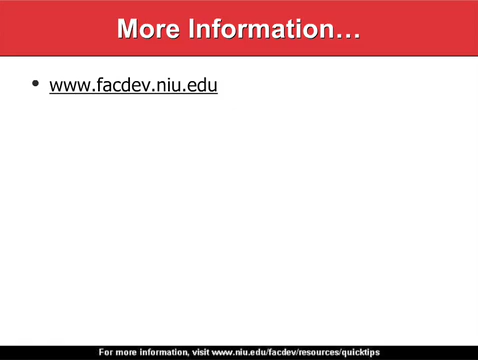 More Information…
• www.facdev.niu.edu
For more information, visit www.niu.edu/facdev/resources/quicktips